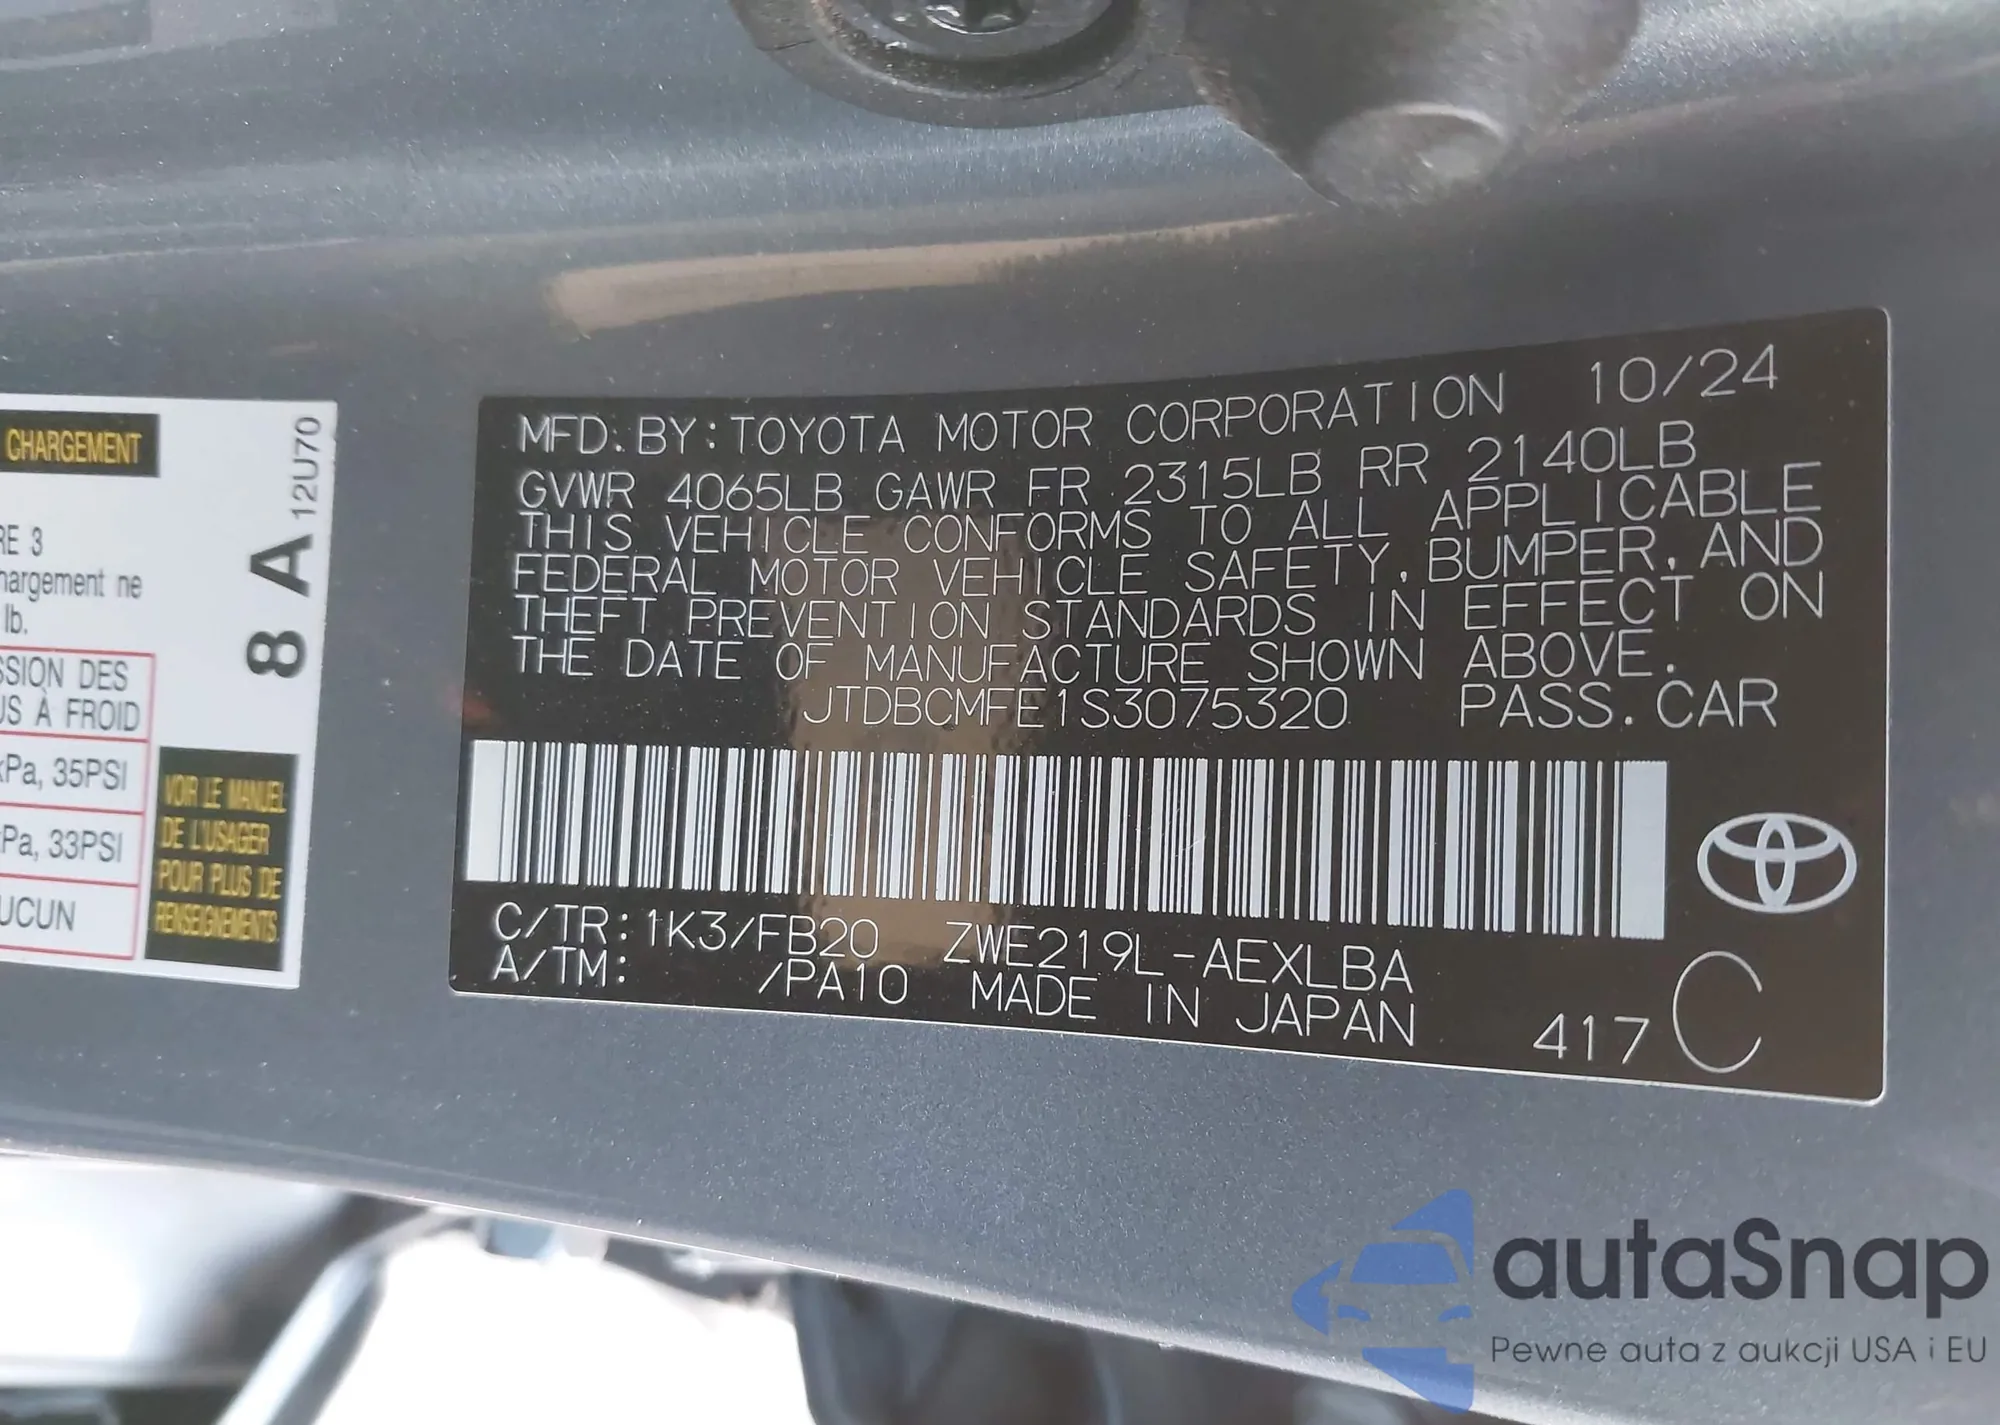 CHARGEMENT
RE 3
hargement ne
lb.
SSION DES
US À FROID
kPa, 35PSI
kPa, 33PSI
UCUN
8 A 12U70
VOIR LE MANUEL
DE L'USAGER
POUR PLUS DE
RENSEIGNEMENTS
MFD. BY: TOYOTA MOTOR CORPORATION 10/24
GVWR 4065LB GAWR FR 2315LB RR 2140LB
THIS VEHICLE CONFORMS TO ALL APPLICABLE
FEDERAL MOTOR VEHICLE SAFETY, BUMPER, AND
THEFT PREVENTION STANDARDS IN EFFECT ON
THE DATE OF MANUFACTURE SHOWN ABOVE.
JTDBCMFE1S3075320 PASS. CAR
C/TR: 1K3/FB20 ZWE219L-AEXLBA
A/TM: /PA10 MADE IN JAPAN
417 C
autaSnap
Pewne auta z aukcji USA i EU